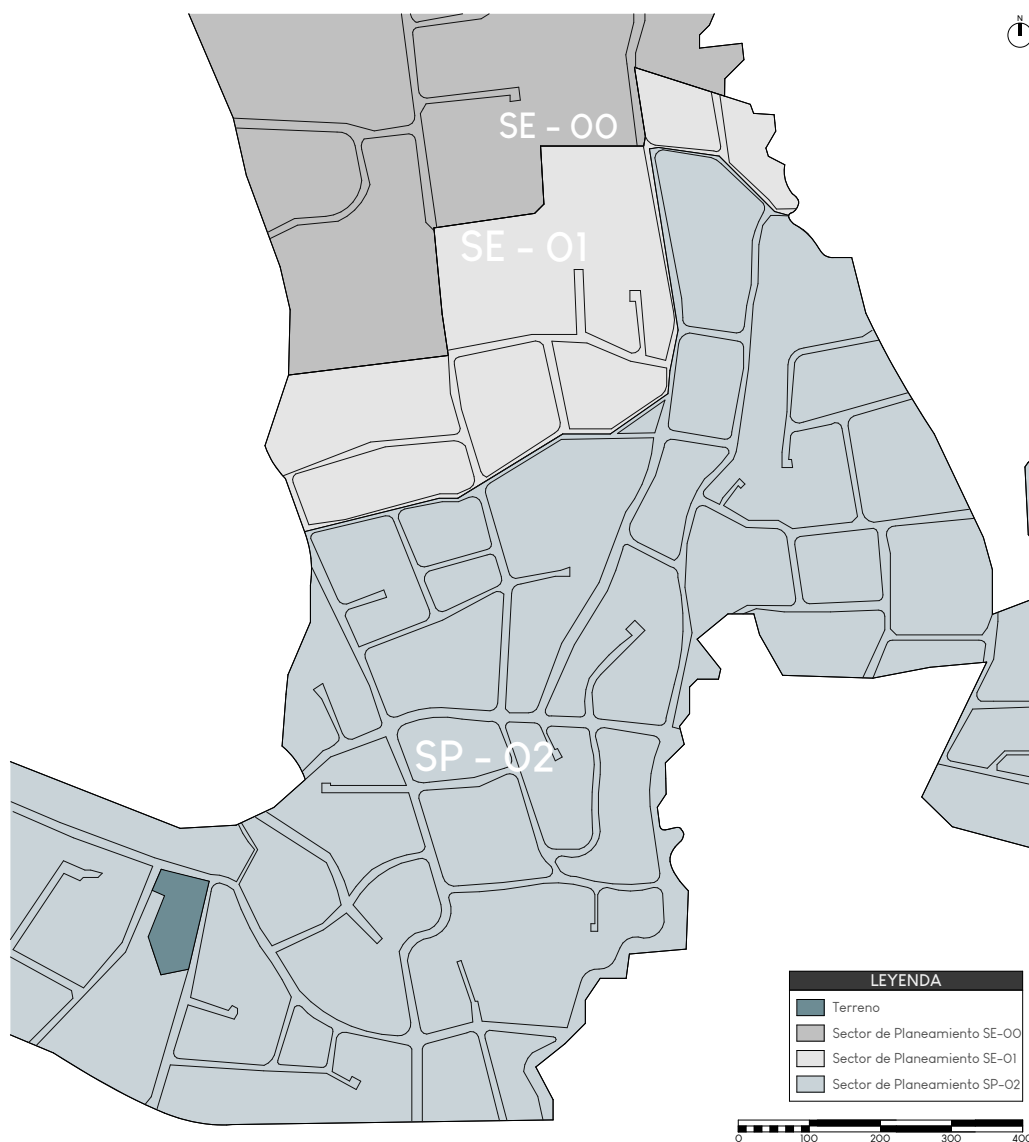 N
SE - 00
SE - 01
SP - 02
LEYENDA
Terreno
Sector de Planeamiento SE-00
Sector de Planeamiento SE-01
Sector de Planeamiento SP-02
0 100 200 300 400